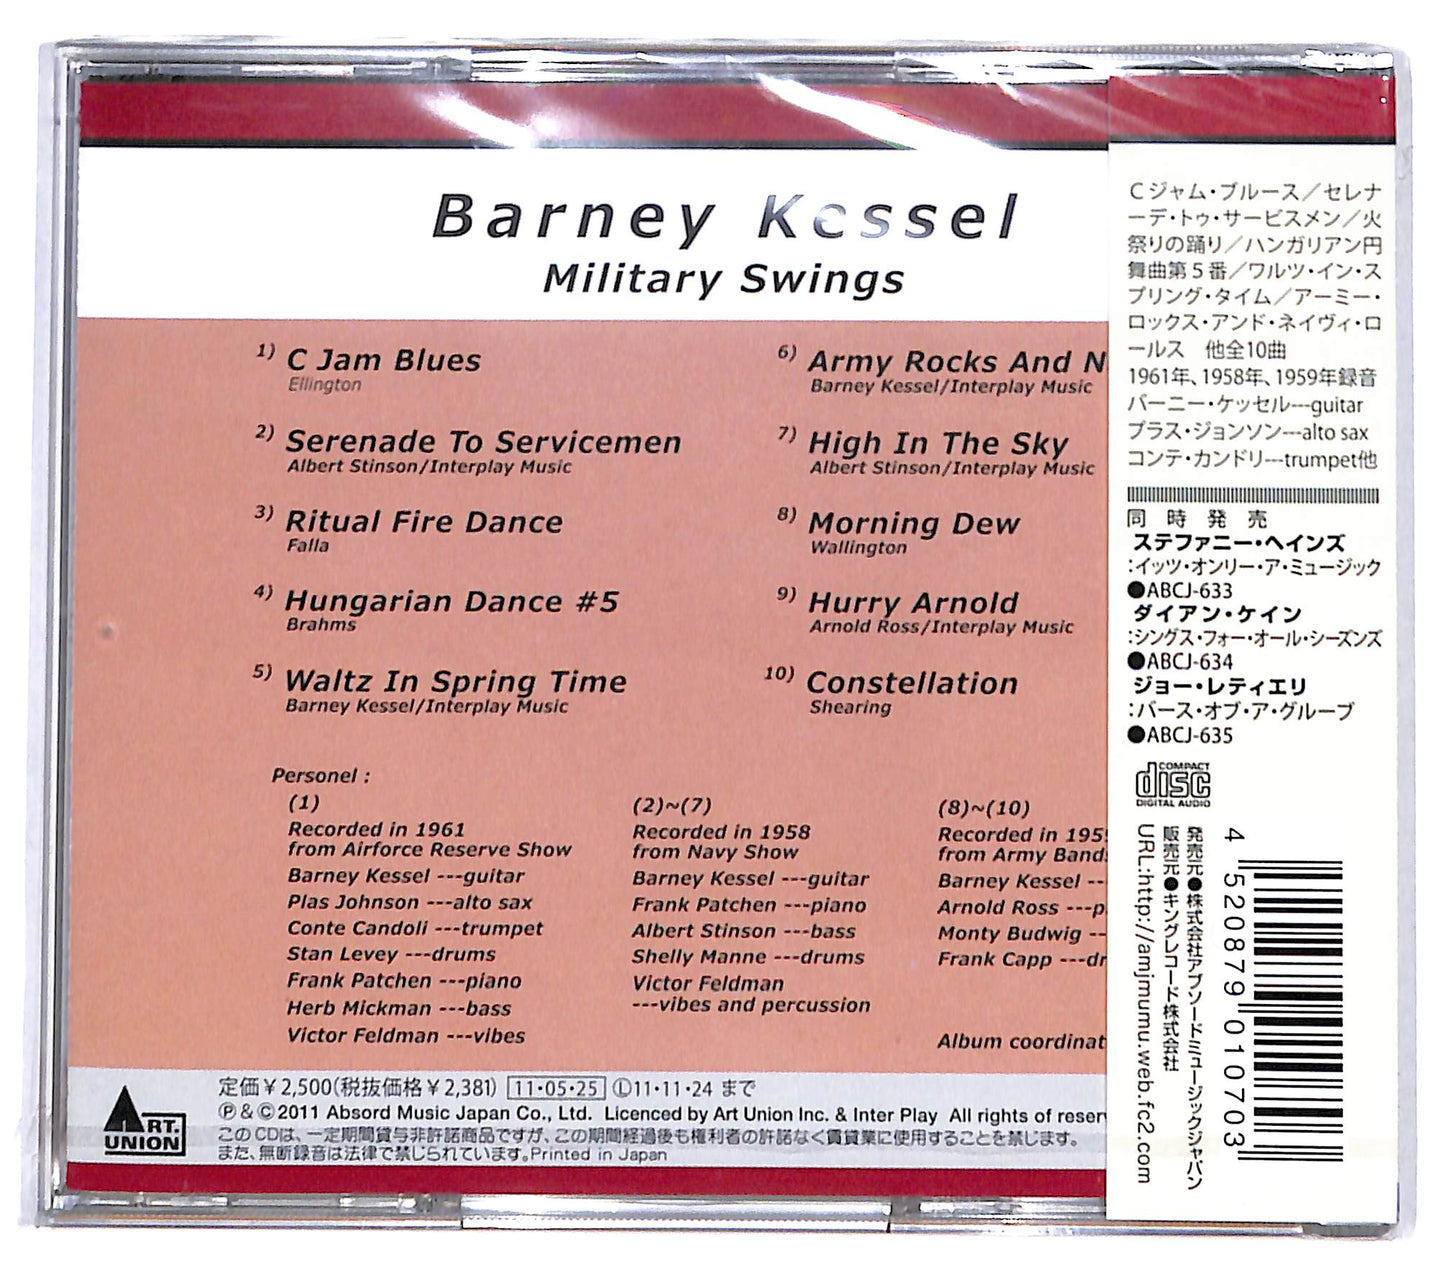 Barney Kessel
Military Swings
1) C Jam Blues
Ellington
2) Serenade To Servicemen
Albert Stinson/Interplay Music
3) Ritual Fire Dance
Falla
4) Hungarian Dance #5
Brahms
5) Waltz In Spring Time
Barney Kessel/Interplay Music
6) Army Rocks And N
Barney Kessel/Interplay Music
7) High In The Sky
Albert Stinson/Interplay Music
8) Morning Dew
Wallington
9) Hurry Arnold
Arnold Ross/Interplay Music
10) Constellation
Shearing
Personel :
(1)
Recorded in 1961
from Airforce Reserve Show
Barney Kessel ---guitar
Plas Johnson ---alto sax
Conte Candoli ---trumpet
Stan Levey ---drums
Frank Patchen ---piano
Herb Mickman ---bass
Victor Feldman ---vibes
(2)~(7)
Recorded in 1958
from Navy Show
Barney Kessel ---guitar
Frank Patchen ---piano
Albert Stinson ---bass
Shelly Manne ---drums
Victor Feldman
---vibes and percussion
(8)~(10)
Recorded in 195
from Army Band
Barney Kessel --
Arnold Ross ---p
Monty Budwig --
Frank Capp ---dr
Album coordinat
ART.
UNION
定価￥2,500(税抜価格￥2,381) 11・05・25 Ⓛ11・11・24 まで
Ⓟ&Ⓒ2011 Absord Music Japan Co., Ltd. Licenced by Art Union Inc. & Inter Play All rights of reserv
このCDは、一定期間貸与非許諾商品ですが、この期間経過後も権利者の許諾なく賃貸業に使用することを禁じます。
また、無断録音は法律で禁じられています。Printed in Japan
Cジャム・ブルース／セレナ
ーデ・トゥ・サービスメン／火
祭りの踊り／ハンガリアン円
舞曲第5番／ワルツ・イン・ス
プリング・タイム／アーミー・
ロックス・アンド・ネイヴィ・ロ
ールス　他全10曲
1961年、1958年、1959年録音
バーニー・ケッセル---guitar
プラス・ジョンソン---alto sax
コンテ・カンドリ---trumpet他
同時発売
ステファニー・ヘインズ
:イッツ・オンリー・ア・ミュージック
●ABCJ-633
ダイアン・ケイン
:シングス・フォー・オール・シーズンズ
●ABCJ-634
ジョー・レティエリ
:バース・オブ・ア・グルーブ
●ABCJ-635
COMPACT
disc
DIGITAL AUDIO
発売元●株式会社アブソードミュージックジャパン
販売元●キングレコード株式会社
URL:http://amjmumu.web.fc2.com
4 520879 010703